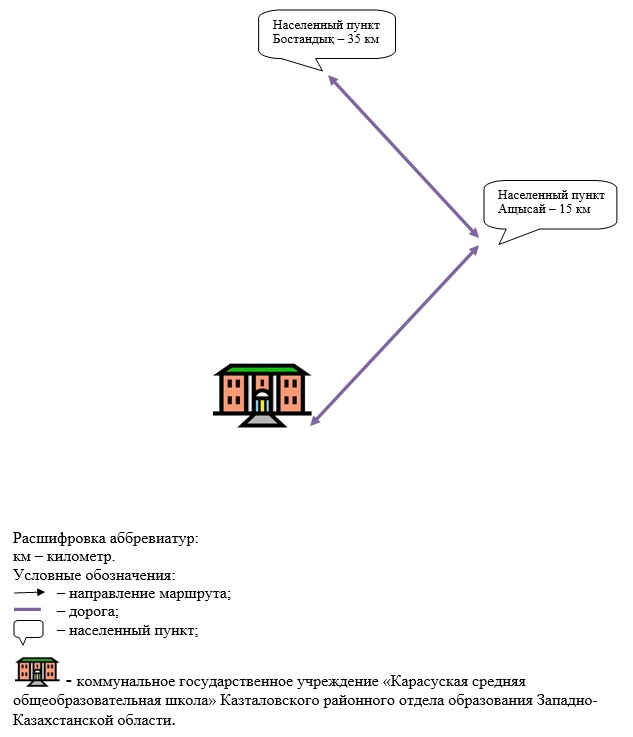 Населенный пункт
Бостандық – 35 км
Населенный пункт
Ащысай – 15 км
Расшифровка аббревиатур:
км – километр.
Условные обозначения:
– направление маршрута;
– дорога;
– населенный пункт;
- коммунальное государственное учреждение «Карасуская средняя
общеобразовательная школа» Казталовского районного отдела образования Западно-
Казахстанской области.